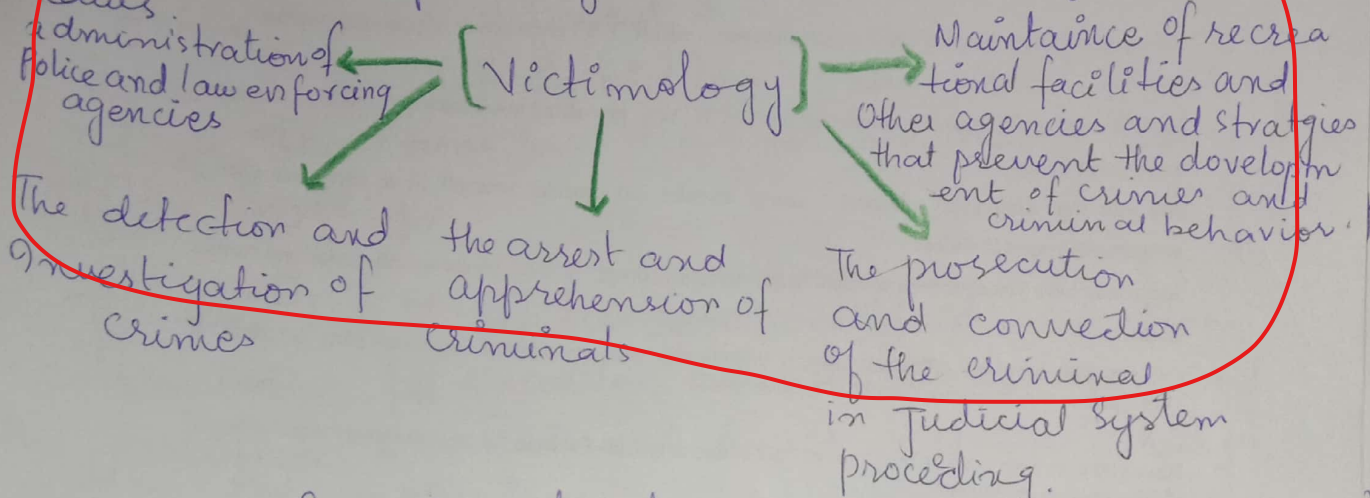 administration of
Police and law enforcing
agencies
[Victimology]
Maintaince of recrea
tional facilities and
Other agencies and stratgies
that prevent the dovelopm
ent of crimes and
criminal behavior.
The detection and
Investigation of
crimes
the arrest and
apprehension of
criminals
The prosecution
and convection
of the criminal
in Judicial System
proceding.